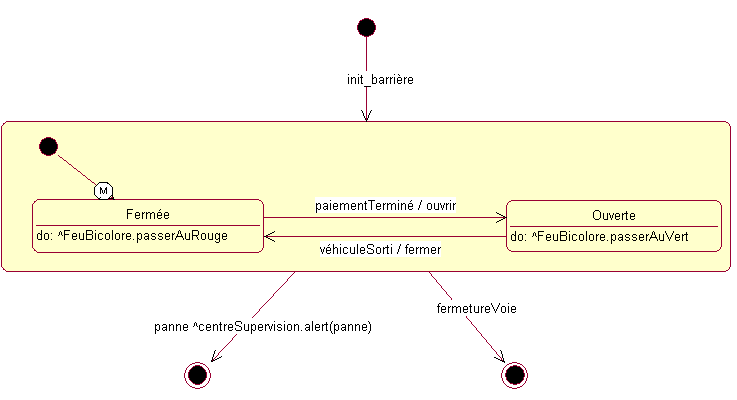 init_barrière
M
Fermée
do: ^FeuBicolore.passerAuRouge
paiementTerminé / ouvrir
véhiculeSorti / fermer
Ouverte
do: ^FeuBicolore.passerAuVert
panne ^centreSupervision.alert(panne)
fermetureVoie